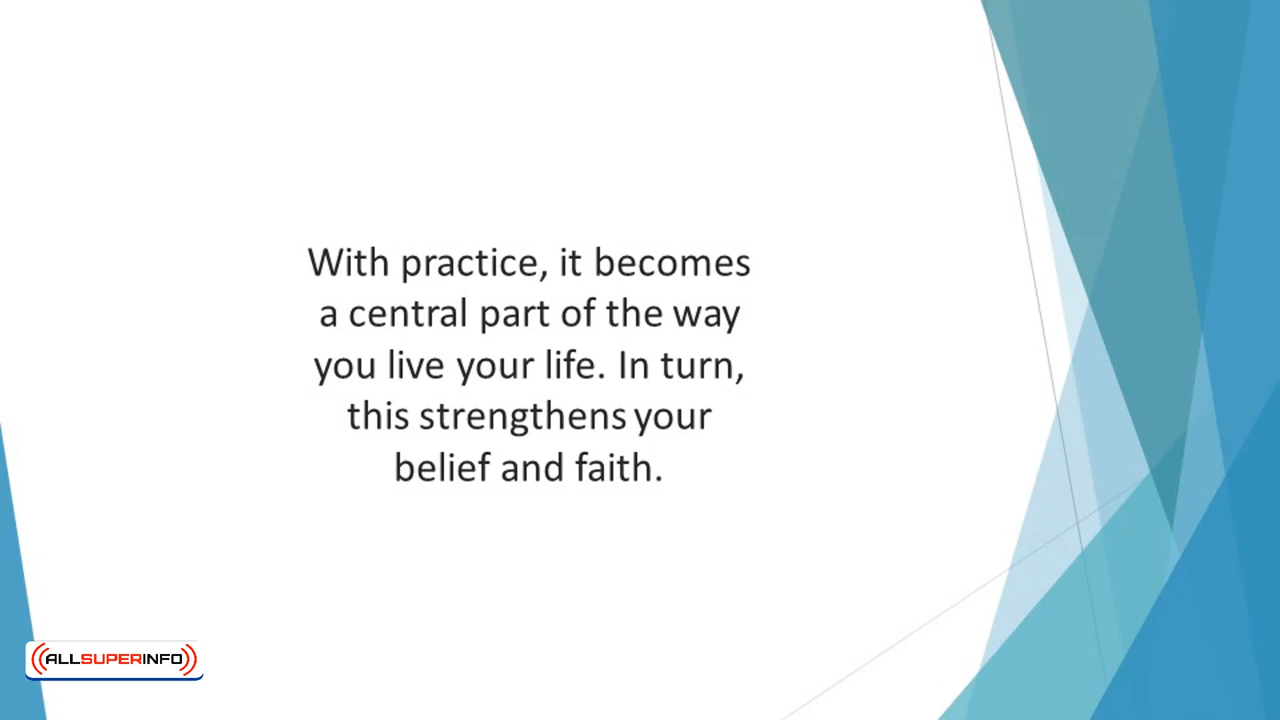 With practice, it becomes
a central part of the way
you live your life. In turn,
this strengthens your
belief and faith.
((ALLSUPERINFO))